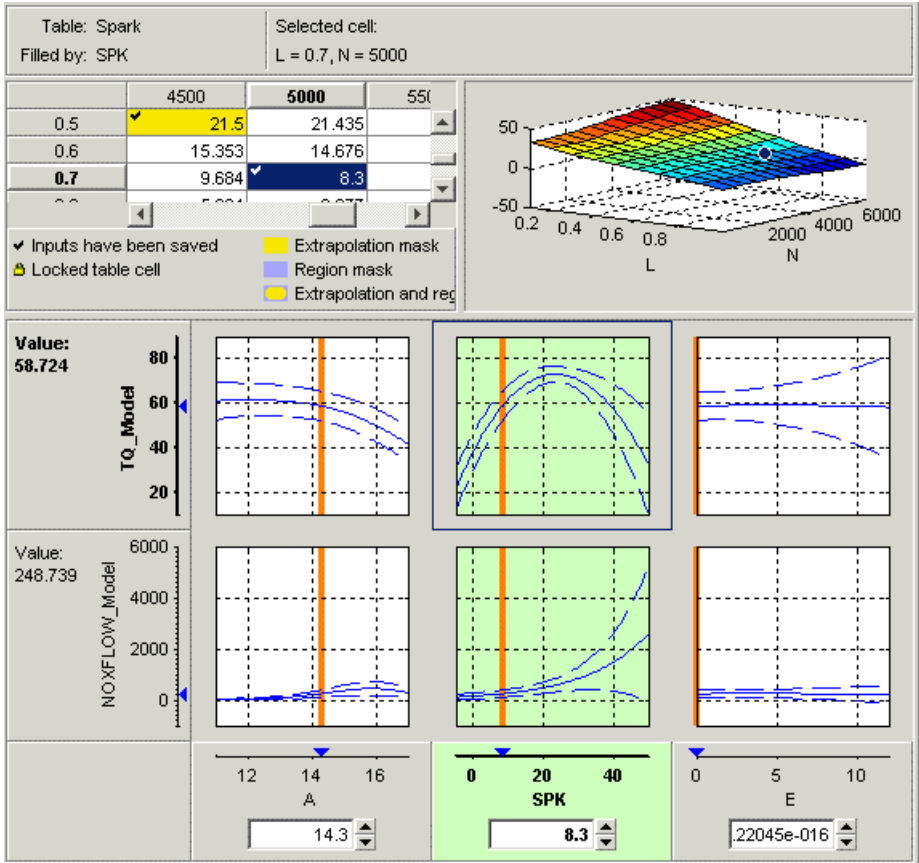 Table: Spark
Filled by: SPK
Selected cell:
L = 0.7, N = 5000
4500 5000 55(
0.5 21.5 21.435
0.6 15.353 14.676
0.7 9.684 8.3
Inputs have been saved
Locked table cell
Extrapolation mask
Region mask
Extrapolation and reg
50
0
-50
0.2 0.4 0.6 0.8
L
2000 4000 6000
N
Value:
58.724
TQ_Model
80
60
40
20
Value:
248.739
NOXFLOW_Model
6000
4000
2000
0
12 14 16
A
14.3
0 20 40
SPK
8.3
0 5 10
E
.22045e-016